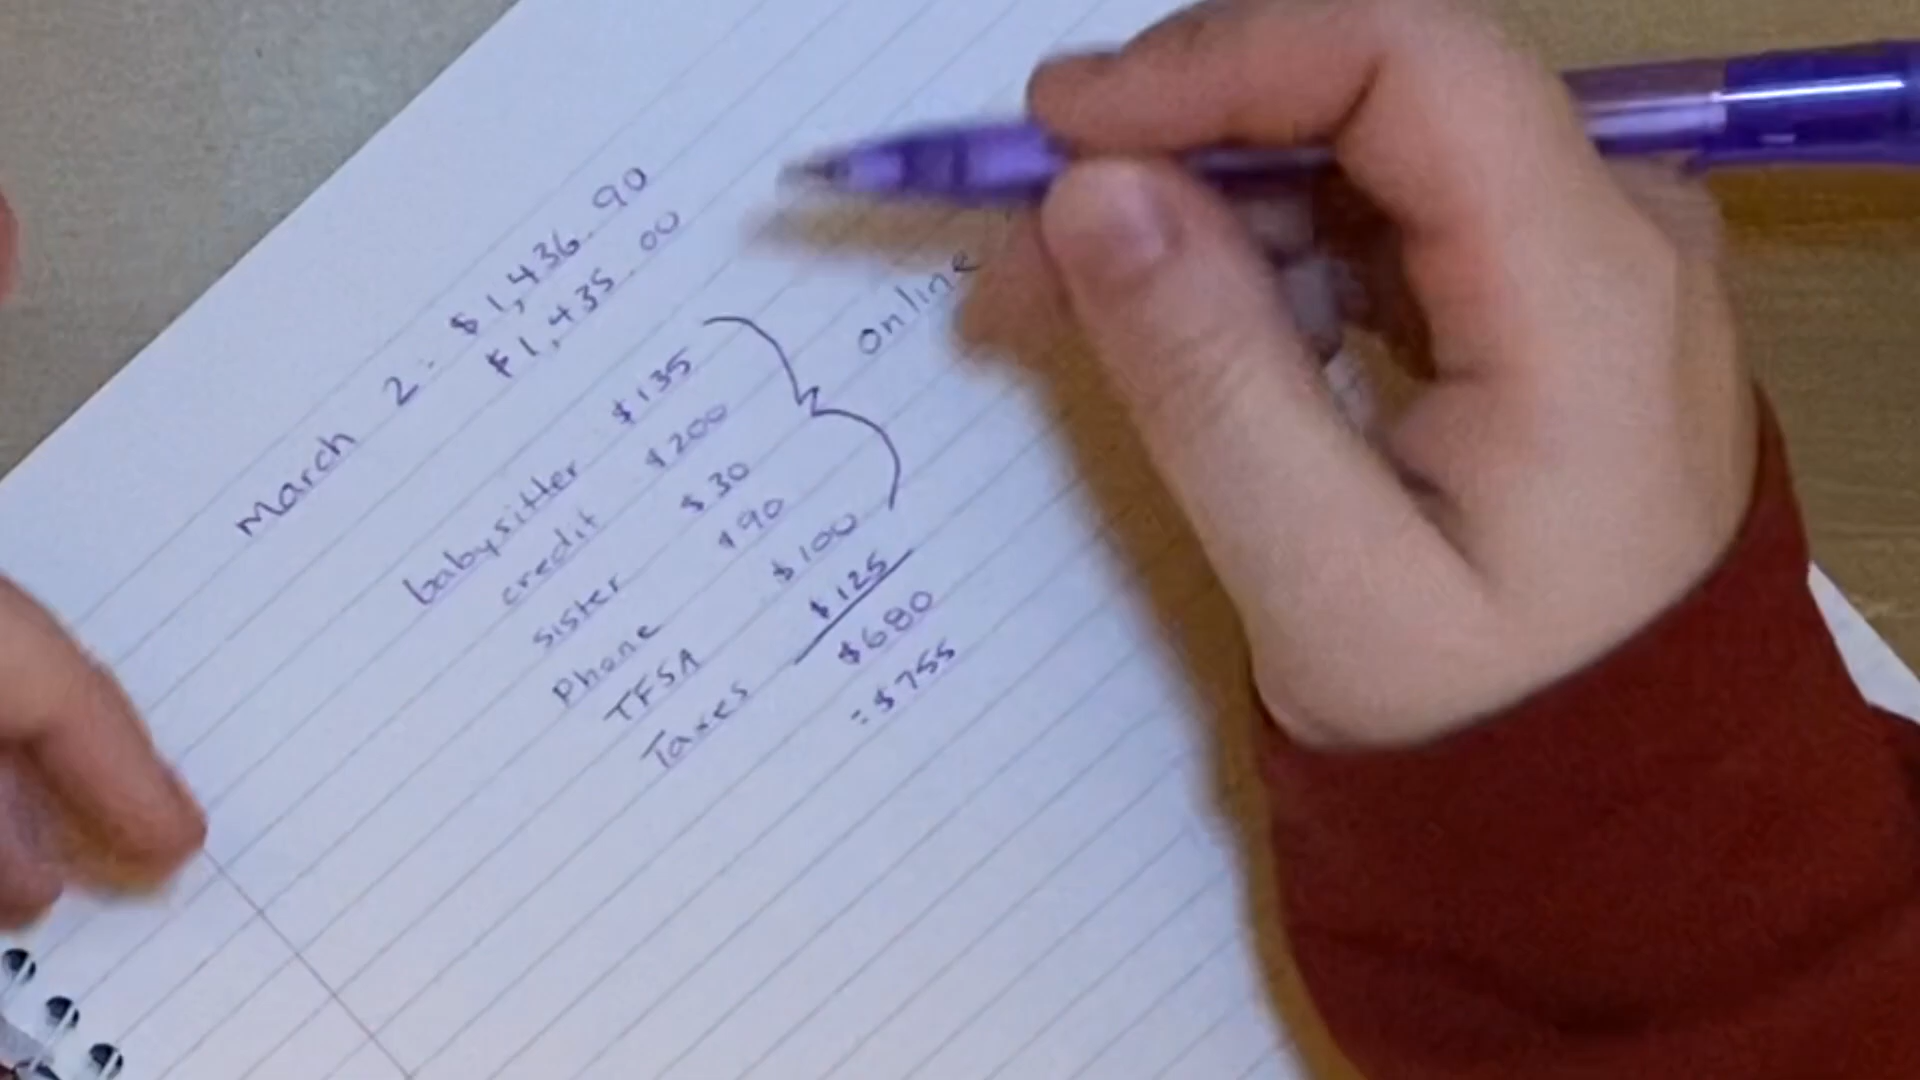 March 2: $1,436.90
$1,435.00
babysitter $135
credit $200
sister $30
Phone $90
TFSA $100
Taxes $125
$680
= $755
Online